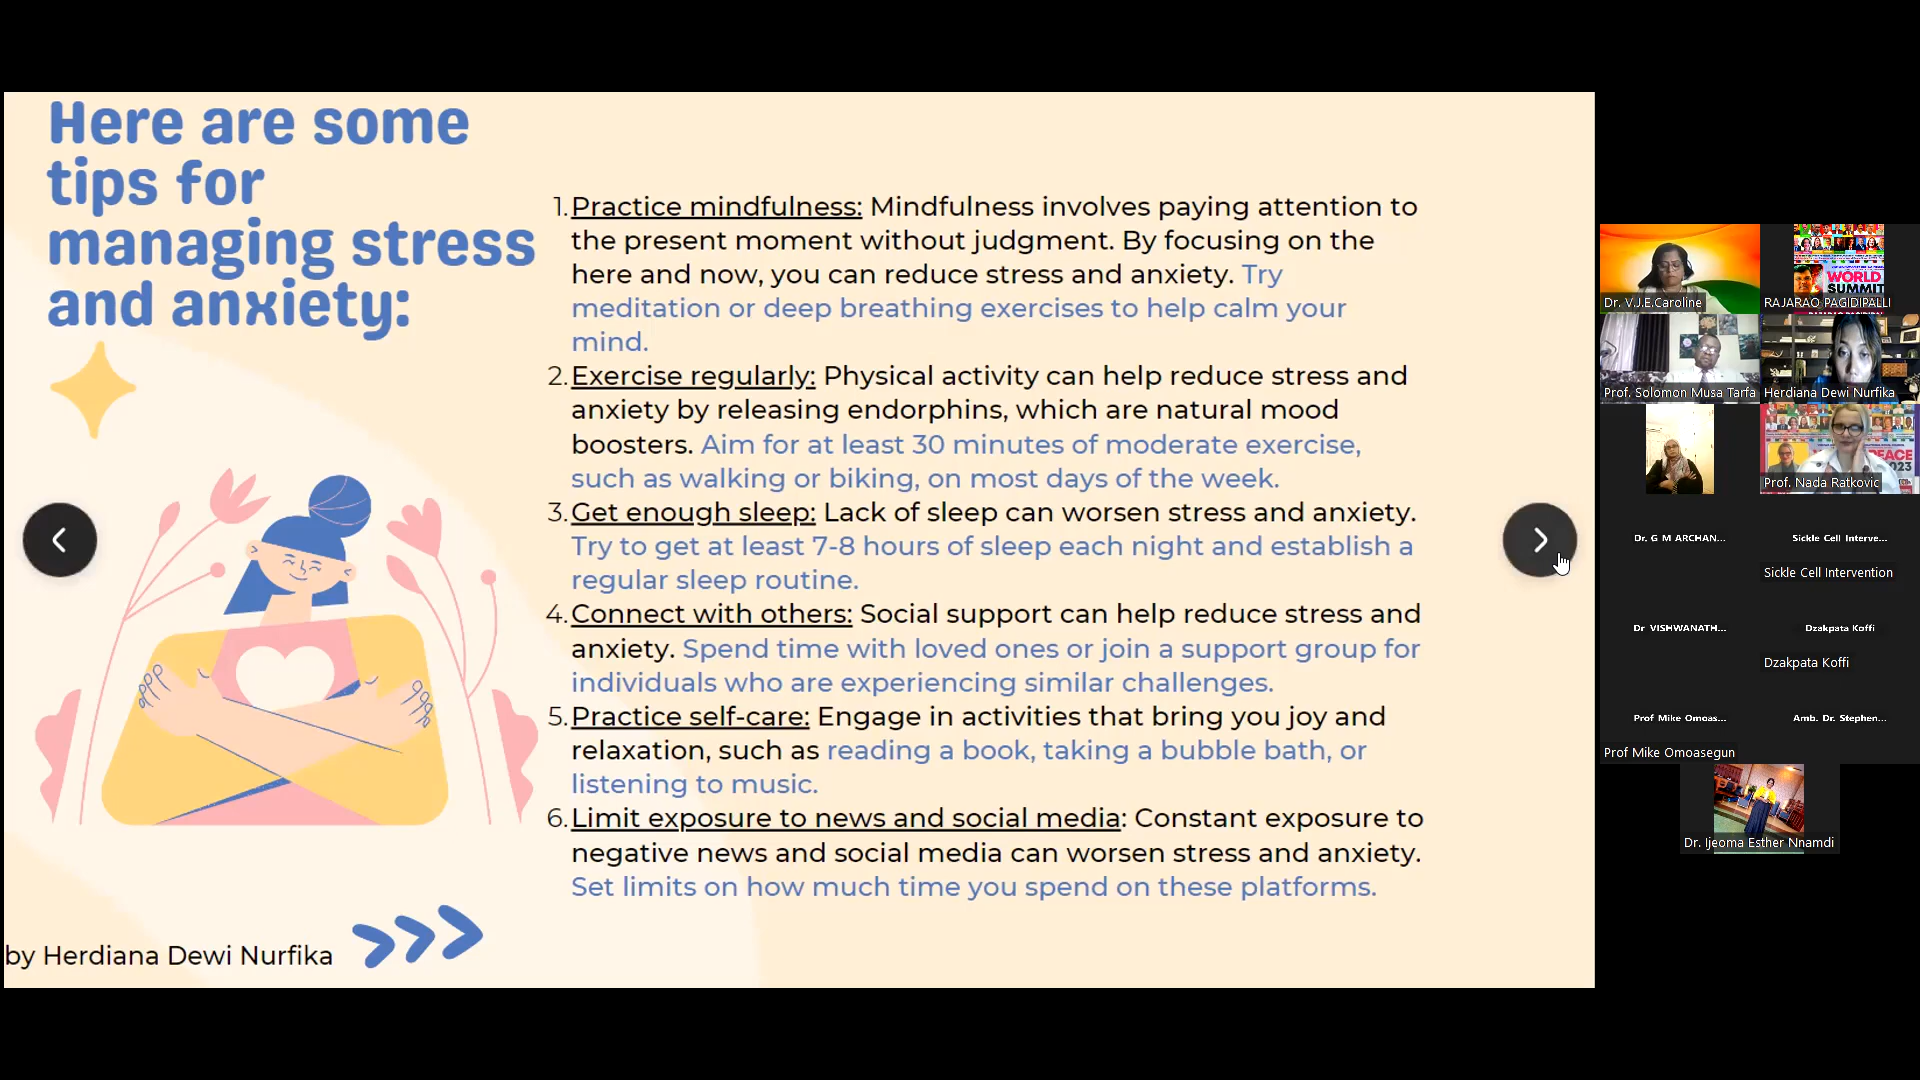 Here are some
tips for
managing stress
and anxiety:
1. Practice mindfulness: Mindfulness involves paying attention to
the present moment without judgment. By focusing on the
here and now, you can reduce stress and anxiety. Try
meditation or deep breathing exercises to help calm your
mind.
2. Exercise regularly: Physical activity can help reduce stress and
anxiety by releasing endorphins, which are natural mood
boosters. Aim for at least 30 minutes of moderate exercise,
such as walking or biking, on most days of the week.
3. Get enough sleep: Lack of sleep can worsen stress and anxiety.
Try to get at least 7-8 hours of sleep each night and establish a
regular sleep routine.
4. Connect with others: Social support can help reduce stress and
anxiety. Spend time with loved ones or join a support group for
individuals who are experiencing similar challenges.
5. Practice self-care: Engage in activities that bring you joy and
relaxation, such as reading a book, taking a bubble bath, or
listening to music.
6. Limit exposure to news and social media: Constant exposure to
negative news and social media can worsen stress and anxiety.
Set limits on how much time you spend on these platforms.
by Herdiana Dewi Nurfika
Dr. V.J.E.Caroline
WORLD
SUMMIT
RAJARAO PAGIDIPALLI
Prof. Solomon Musa Tarfa
Herdiana Dewi Nurfika
PEACE
2023
Prof. Nada Ratkovic
Dr. G M ARCHAN...
Sickle Cell Interve...
Sickle Cell Intervention
Dr VISHWANATH...
Dzakpata Koffi
Dzakpata Koffi
Prof Mike Omoas...
Amb. Dr. Stephen...
Prof Mike Omoasegun
Dr. Ijeoma Esther Nnamdi